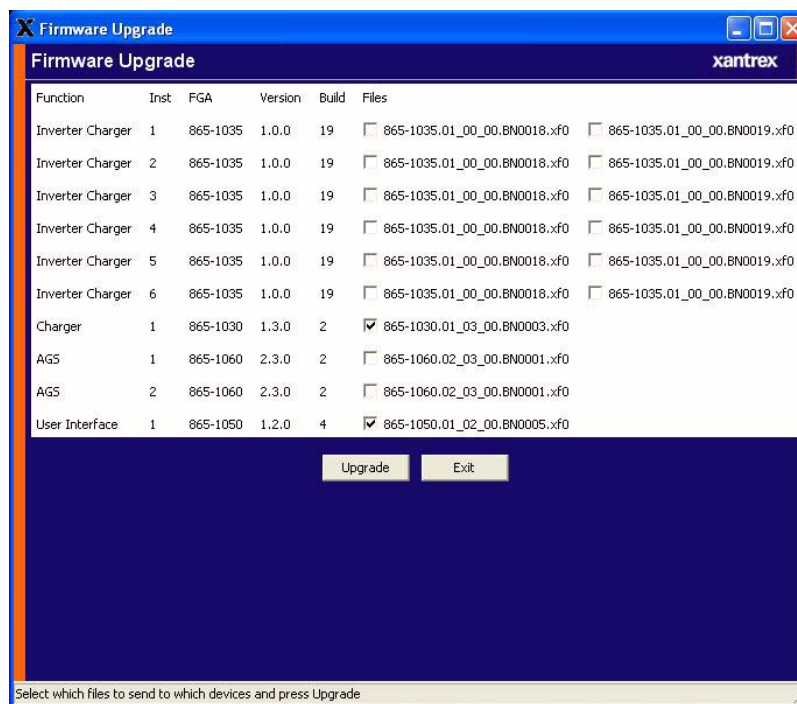 X Firmware Upgrade
Firmware Upgrade xantrex
Function Inst FGA Version Build Files
Inverter Charger 1 865-1035 1.0.0 19 865-1035.01_00_00.BN0018.xf0 865-1035.01_00_00.BN0019.xf0
Inverter Charger 2 865-1035 1.0.0 19 865-1035.01_00_00.BN0018.xf0 865-1035.01_00_00.BN0019.xf0
Inverter Charger 3 865-1035 1.0.0 19 865-1035.01_00_00.BN0018.xf0 865-1035.01_00_00.BN0019.xf0
Inverter Charger 4 865-1035 1.0.0 19 865-1035.01_00_00.BN0018.xf0 865-1035.01_00_00.BN0019.xf0
Inverter Charger 5 865-1035 1.0.0 19 865-1035.01_00_00.BN0018.xf0 865-1035.01_00_00.BN0019.xf0
Inverter Charger 6 865-1035 1.0.0 19 865-1035.01_00_00.BN0018.xf0 865-1035.01_00_00.BN0019.xf0
Charger 1 865-1030 1.3.0 2 865-1030.01_03_00.BN0003.xf0
AGS 1 865-1060 2.3.0 2 865-1060.02_03_00.BN0001.xf0
AGS 2 865-1060 2.3.0 2 865-1060.02_03_00.BN0001.xf0
User Interface 1 865-1050 1.2.0 4 865-1050.01_02_00.BN0005.xf0
Upgrade Exit
Select which files to send to which devices and press Upgrade